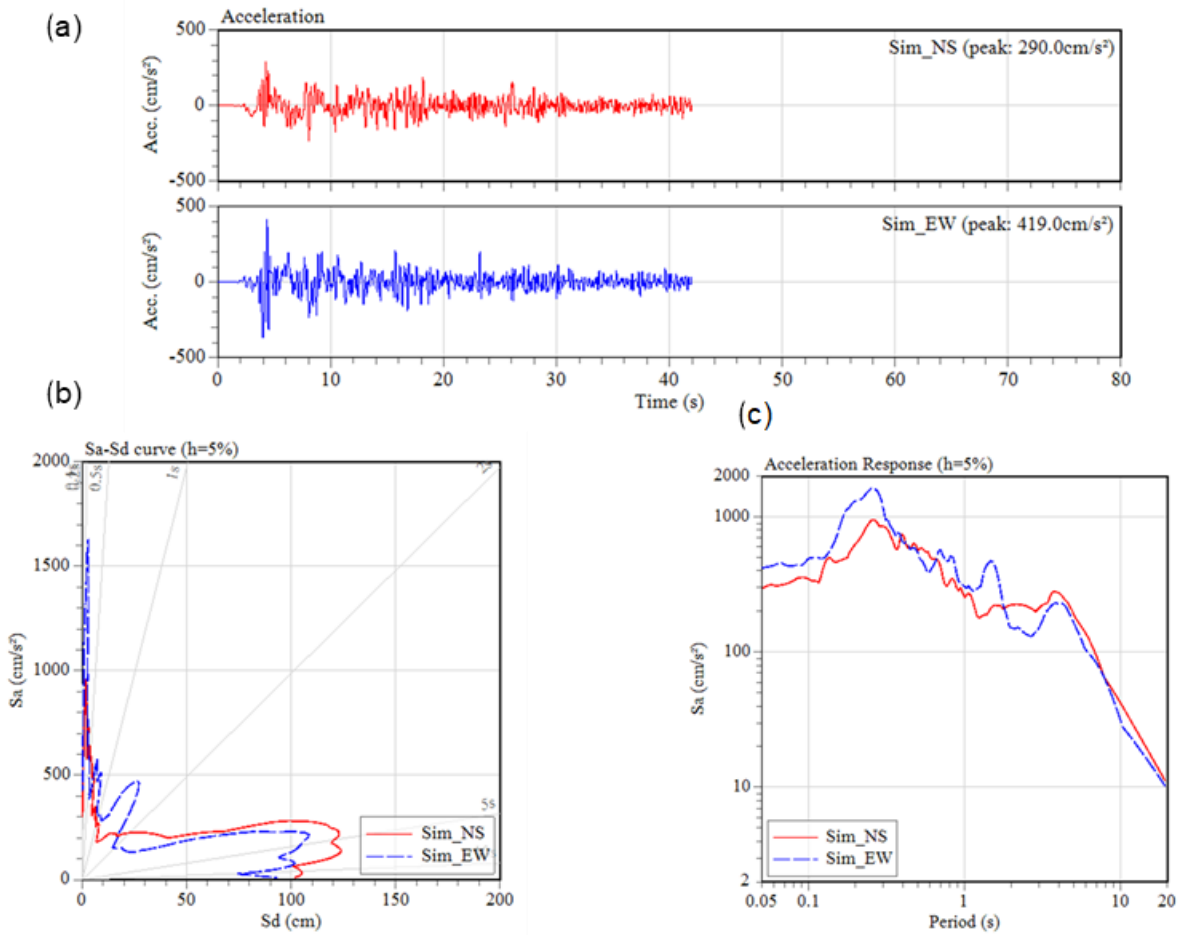 (a)
Acceleration
500
0
-500
Acc. (cm/s²)
Sim_NS (peak: 290.0cm/s²)
500
0
-500
Acc. (cm/s²)
Sim_EW (peak: 419.0cm/s²)
0 10 20 30 40 50 60 70 80
Time (s)
(b)
Sa-Sd curve (h=5%)
2000
1500
1000
500
0
Sa (cm/s²)
0.5s
1s
2s
5s
Sim_NS
Sim_EW
0 50 100 150 200
Sd (cm)
(c)
Acceleration Response (h=5%)
2000
1000
100
10
2
Sa (cm/s²)
Sim_NS
Sim_EW
0.05 0.1 1 10 20
Period (s)